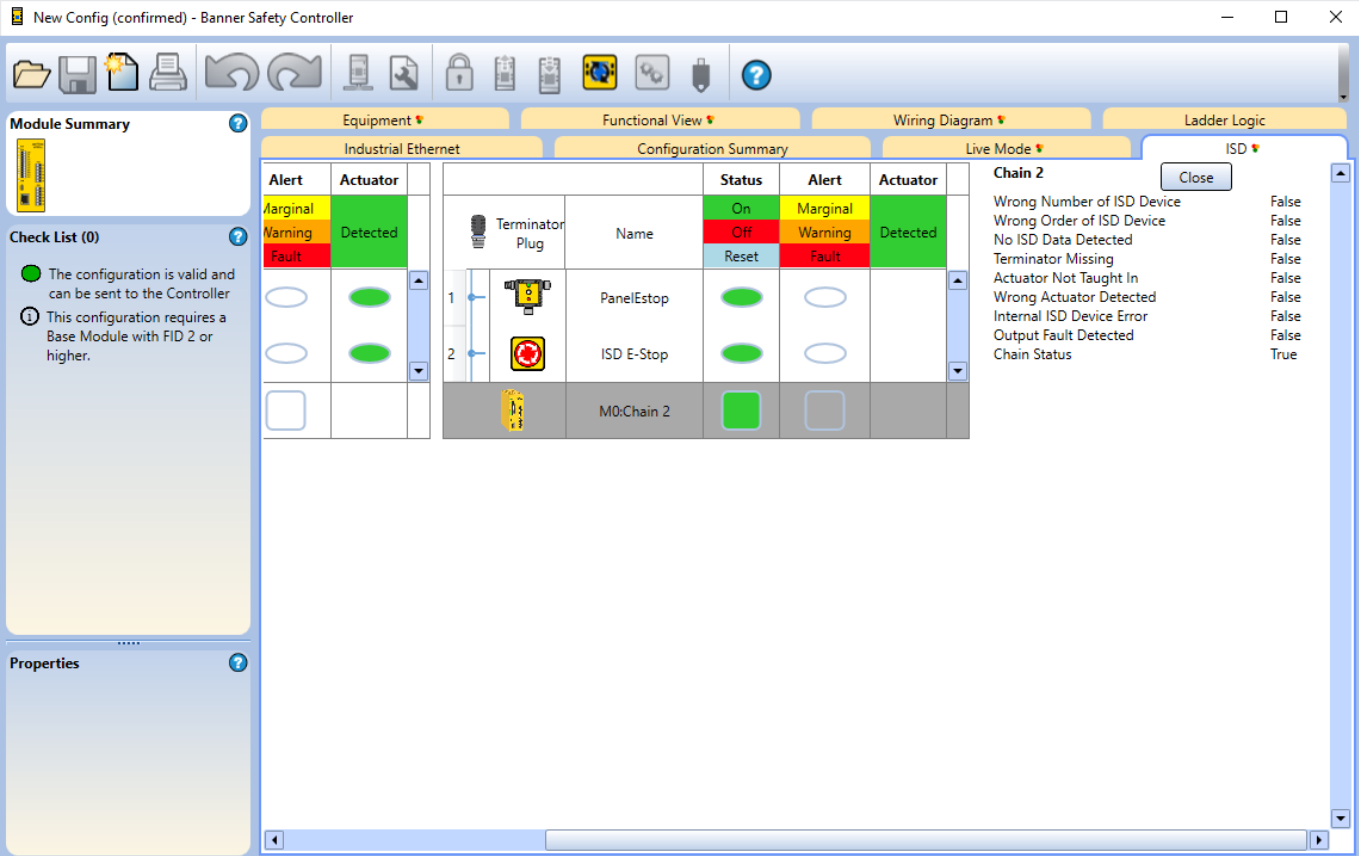 New Config (confirmed) - Banner Safety Controller
Module Summary
Check List (0)
The configuration is valid and
can be sent to the Controller
This configuration requires a
Base Module with FID 2 or
higher.
Properties
Equipment
Functional View
Wiring Diagram
Ladder Logic
Industrial Ethernet
Configuration Summary
Live Mode
ISD
Alert Actuator
Marginal
Warning
Fault
Detected
Status Alert Actuator
Terminator
Plug
Name
On
Off
Reset
Marginal
Warning
Fault
Detected
1 PanelEstop
2 ISD E-Stop
M0:Chain 2
Chain 2
Close
Wrong Number of ISD Device False
Wrong Order of ISD Device False
No ISD Data Detected False
Terminator Missing False
Actuator Not Taught In False
Wrong Actuator Detected False
Internal ISD Device Error False
Output Fault Detected False
Chain Status True